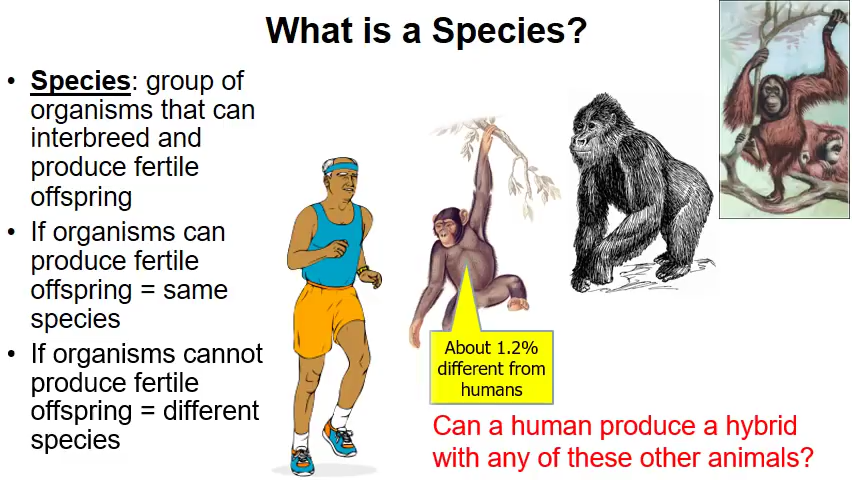 What is a Species?
• Species: group of
organisms that can
interbreed and
produce fertile
offspring
• If organisms can
produce fertile
offspring = same
species
• If organisms cannot
produce fertile
offspring = different
species
About 1.2%
different from
humans
Can a human produce a hybrid
with any of these other animals?